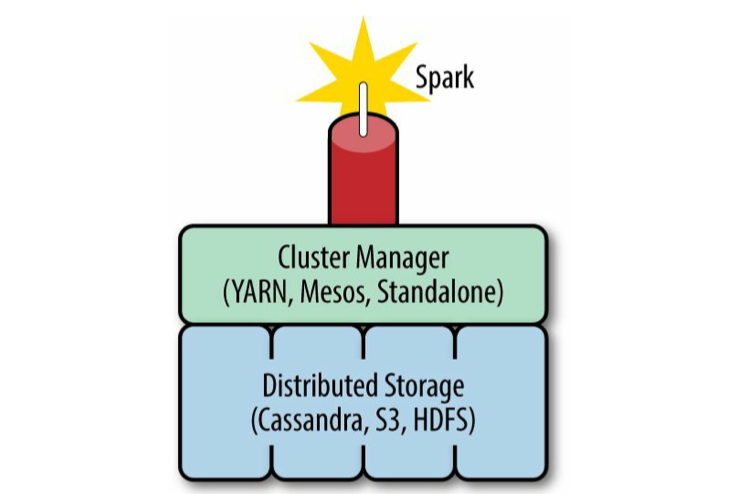 Spark
Cluster Manager
(YARN, Mesos, Standalone)
Distributed Storage
(Cassandra, S3, HDFS)